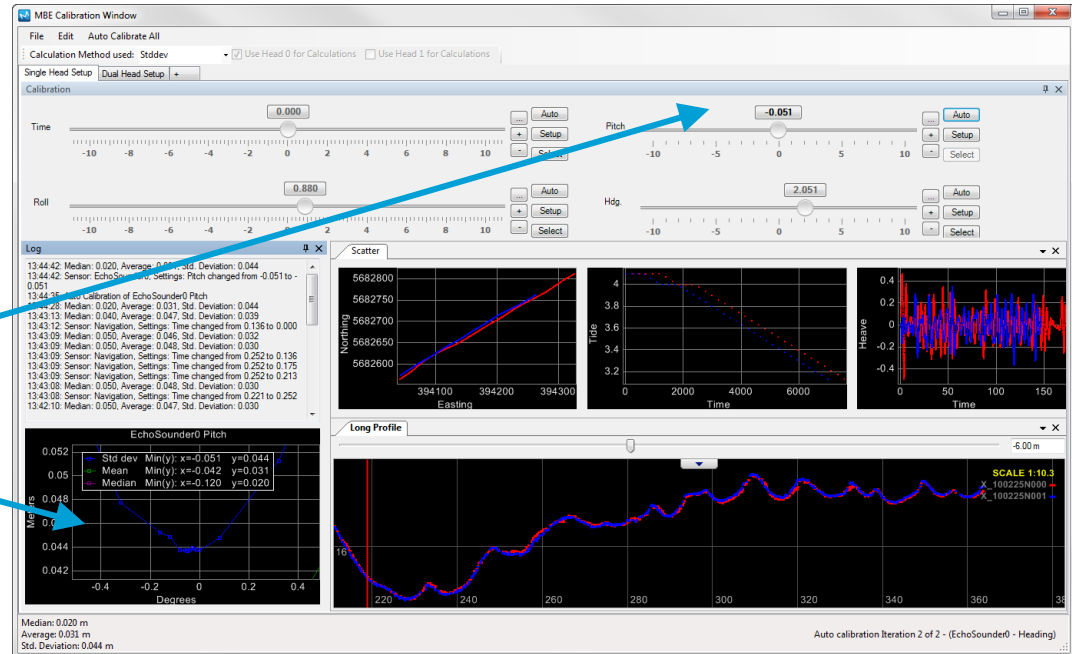 MBE Calibration Window
File Edit Auto Calibrate All
Calculation Method used: Stddev Use Head 0 for Calculations Use Head 1 for Calculations
Single Head Setup Dual Head Setup +
Calibration
Time 0.000 ... Auto
+ Setup
-10 -8 -6 -4 -2 0 2 4 6 8 10 - Select
Pitch -0.051 ... Auto
+ Setup
-10 -5 0 5 10 - Select
Roll 0.880 ... Auto
+ Setup
-10 -8 -6 -4 -2 0 2 4 6 8 10 - Select
Hdg. 2.051 ... Auto
+ Setup
-10 -5 0 5 10 - Select
Log
13:44:42: Median: 0.020, Average: Std. Deviation: 0.044
13:44:42: Sensor: Settings: Pitch changed from -0.051 to -
0.051
Calibration of EchoSounder0 Pitch
13:44:28: Median: 0.020, Average: 0.031, Std. Deviation: 0.044
13:43:13: Median: 0.040, Average: 0.047, Std. Deviation: 0.039
13:43:12: Sensor: Navigation, Settings: Time changed from 0.136 to 0.000
13:43:09: Median: 0.050, Average: 0.046, Std. Deviation: 0.032
13:43:09: Median: 0.050, Average: 0.048, Std. Deviation: 0.030
13:43:09: Sensor: Navigation, Settings: Time changed from 0.252 to 0.136
13:43:09: Sensor: Navigation, Settings: Time changed from 0.252 to 0.175
13:43:09: Sensor: Navigation, Settings: Time changed from 0.252 to 0.213
13:43:08: Median: 0.050, Average: 0.048, Std. Deviation: 0.030
13:43:08: Sensor: Navigation, Settings: Time changed from 0.221 to 0.252
13:42:10: Median: 0.050, Average: 0.047, Std. Deviation: 0.030
Scatter
Northing
5682800
5682750
5682700
5682650
5682600
394100 394200 394300
Easting
Tide
4
3.8
3.6
3.4
3.2
0 2000 4000 6000
Time
Heave
0.4
0.2
0
-0.2
-0.4
0 50 100 150
Time
EchoSounder0 Pitch
Std dev Min(y): x=-0.051 y=0.044
Mean Min(y): x=-0.042 y=0.031
Median Min(y): x=-0.120 y=0.020
0.052
0.05
0.048
0.044
0.042
-0.4 -0.2 0 0.2 0.4
Degrees
Long Profile
-6.00 m
SCALE 1:10.3
X_100225N000
X_100225N001
16
220 240 260 280 300 320 340 360 38
Median: 0.020 m
Average: 0.031 m
Std. Deviation: 0.044 m
Auto calibration Iteration 2 of 2 - (EchoSounder0 - Heading)